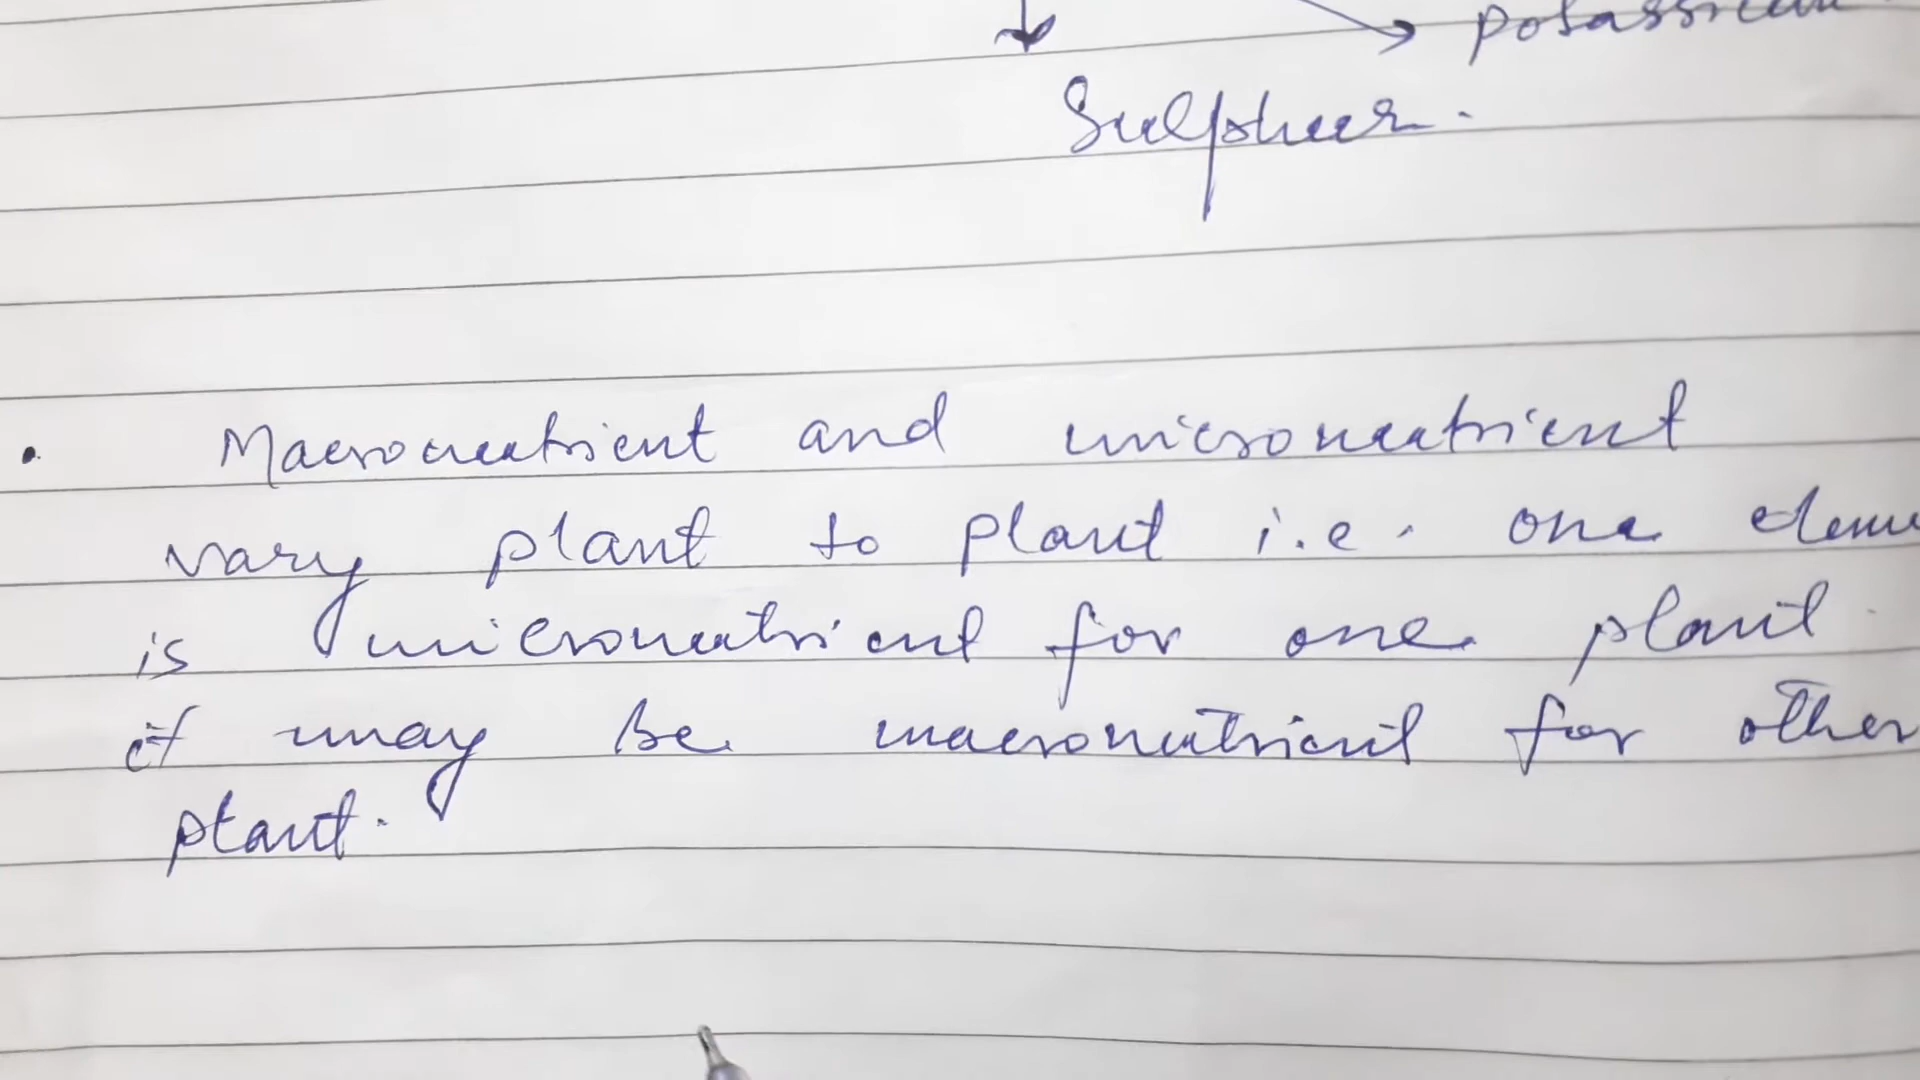 potassium
Sulphur.
• Macronutrient and micronutrient
vary plant to plant i.e. one eleme
is micronutrient for one plant
it may be macronutrient for other
plant.